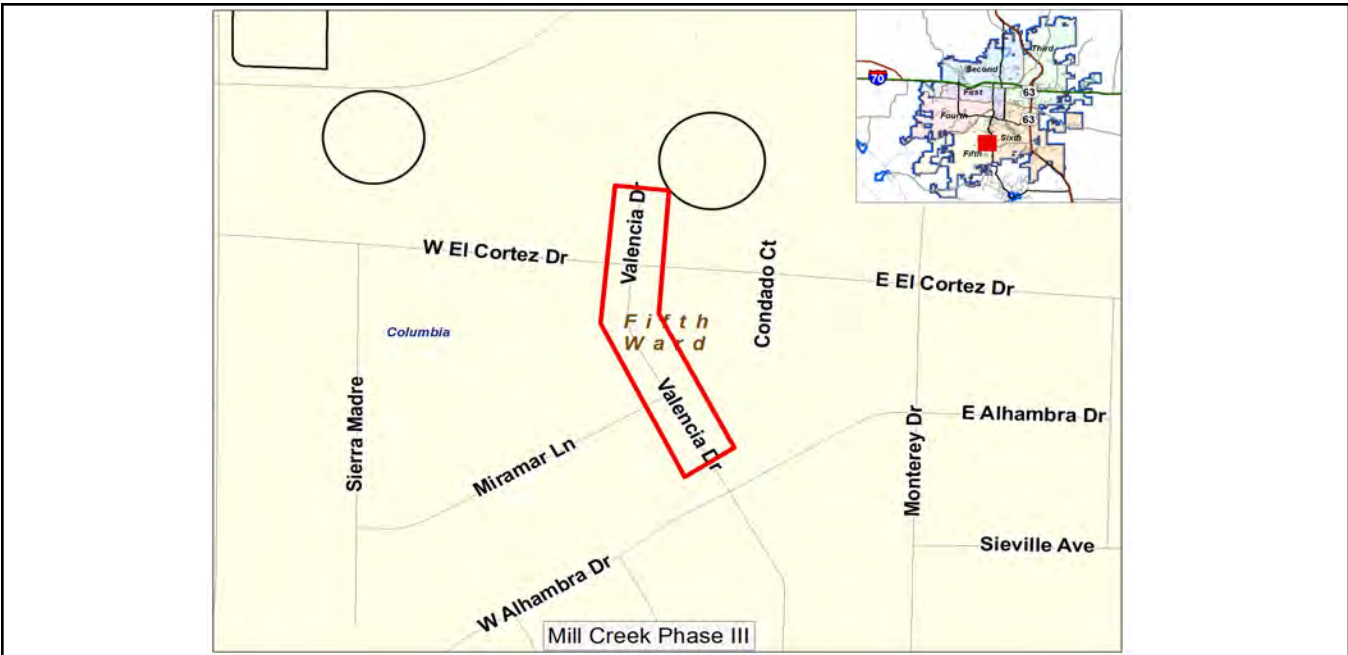 Third
Second
70
First
63
Fourth
63
Sixth
Fifth
Valencia Dr
W El Cortez Dr
Condado Ct
E El Cortez Dr
Columbia
Fifth
Ward
Sierra Madre
Valencia Dr
Monterey Dr
E Alhambra Dr
Miramar Ln
Sieville Ave
W Alhambra Dr
Mill Creek Phase III